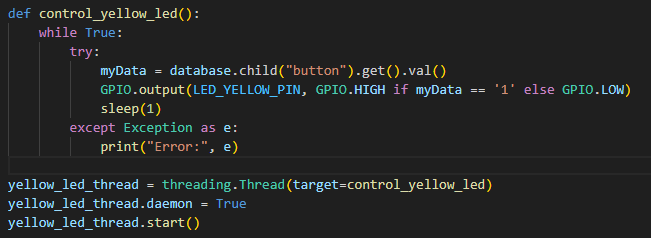 def control_yellow_led():
    while True:
        try:
            myData = database.child("button").get().val()
            GPIO.output(LED_YELLOW_PIN, GPIO.HIGH if myData == '1' else GPIO.LOW)
            sleep(1)
        except Exception as e:
            print("Error:", e)

yellow_led_thread = threading.Thread(target=control_yellow_led)
yellow_led_thread.daemon = True
yellow_led_thread.start()